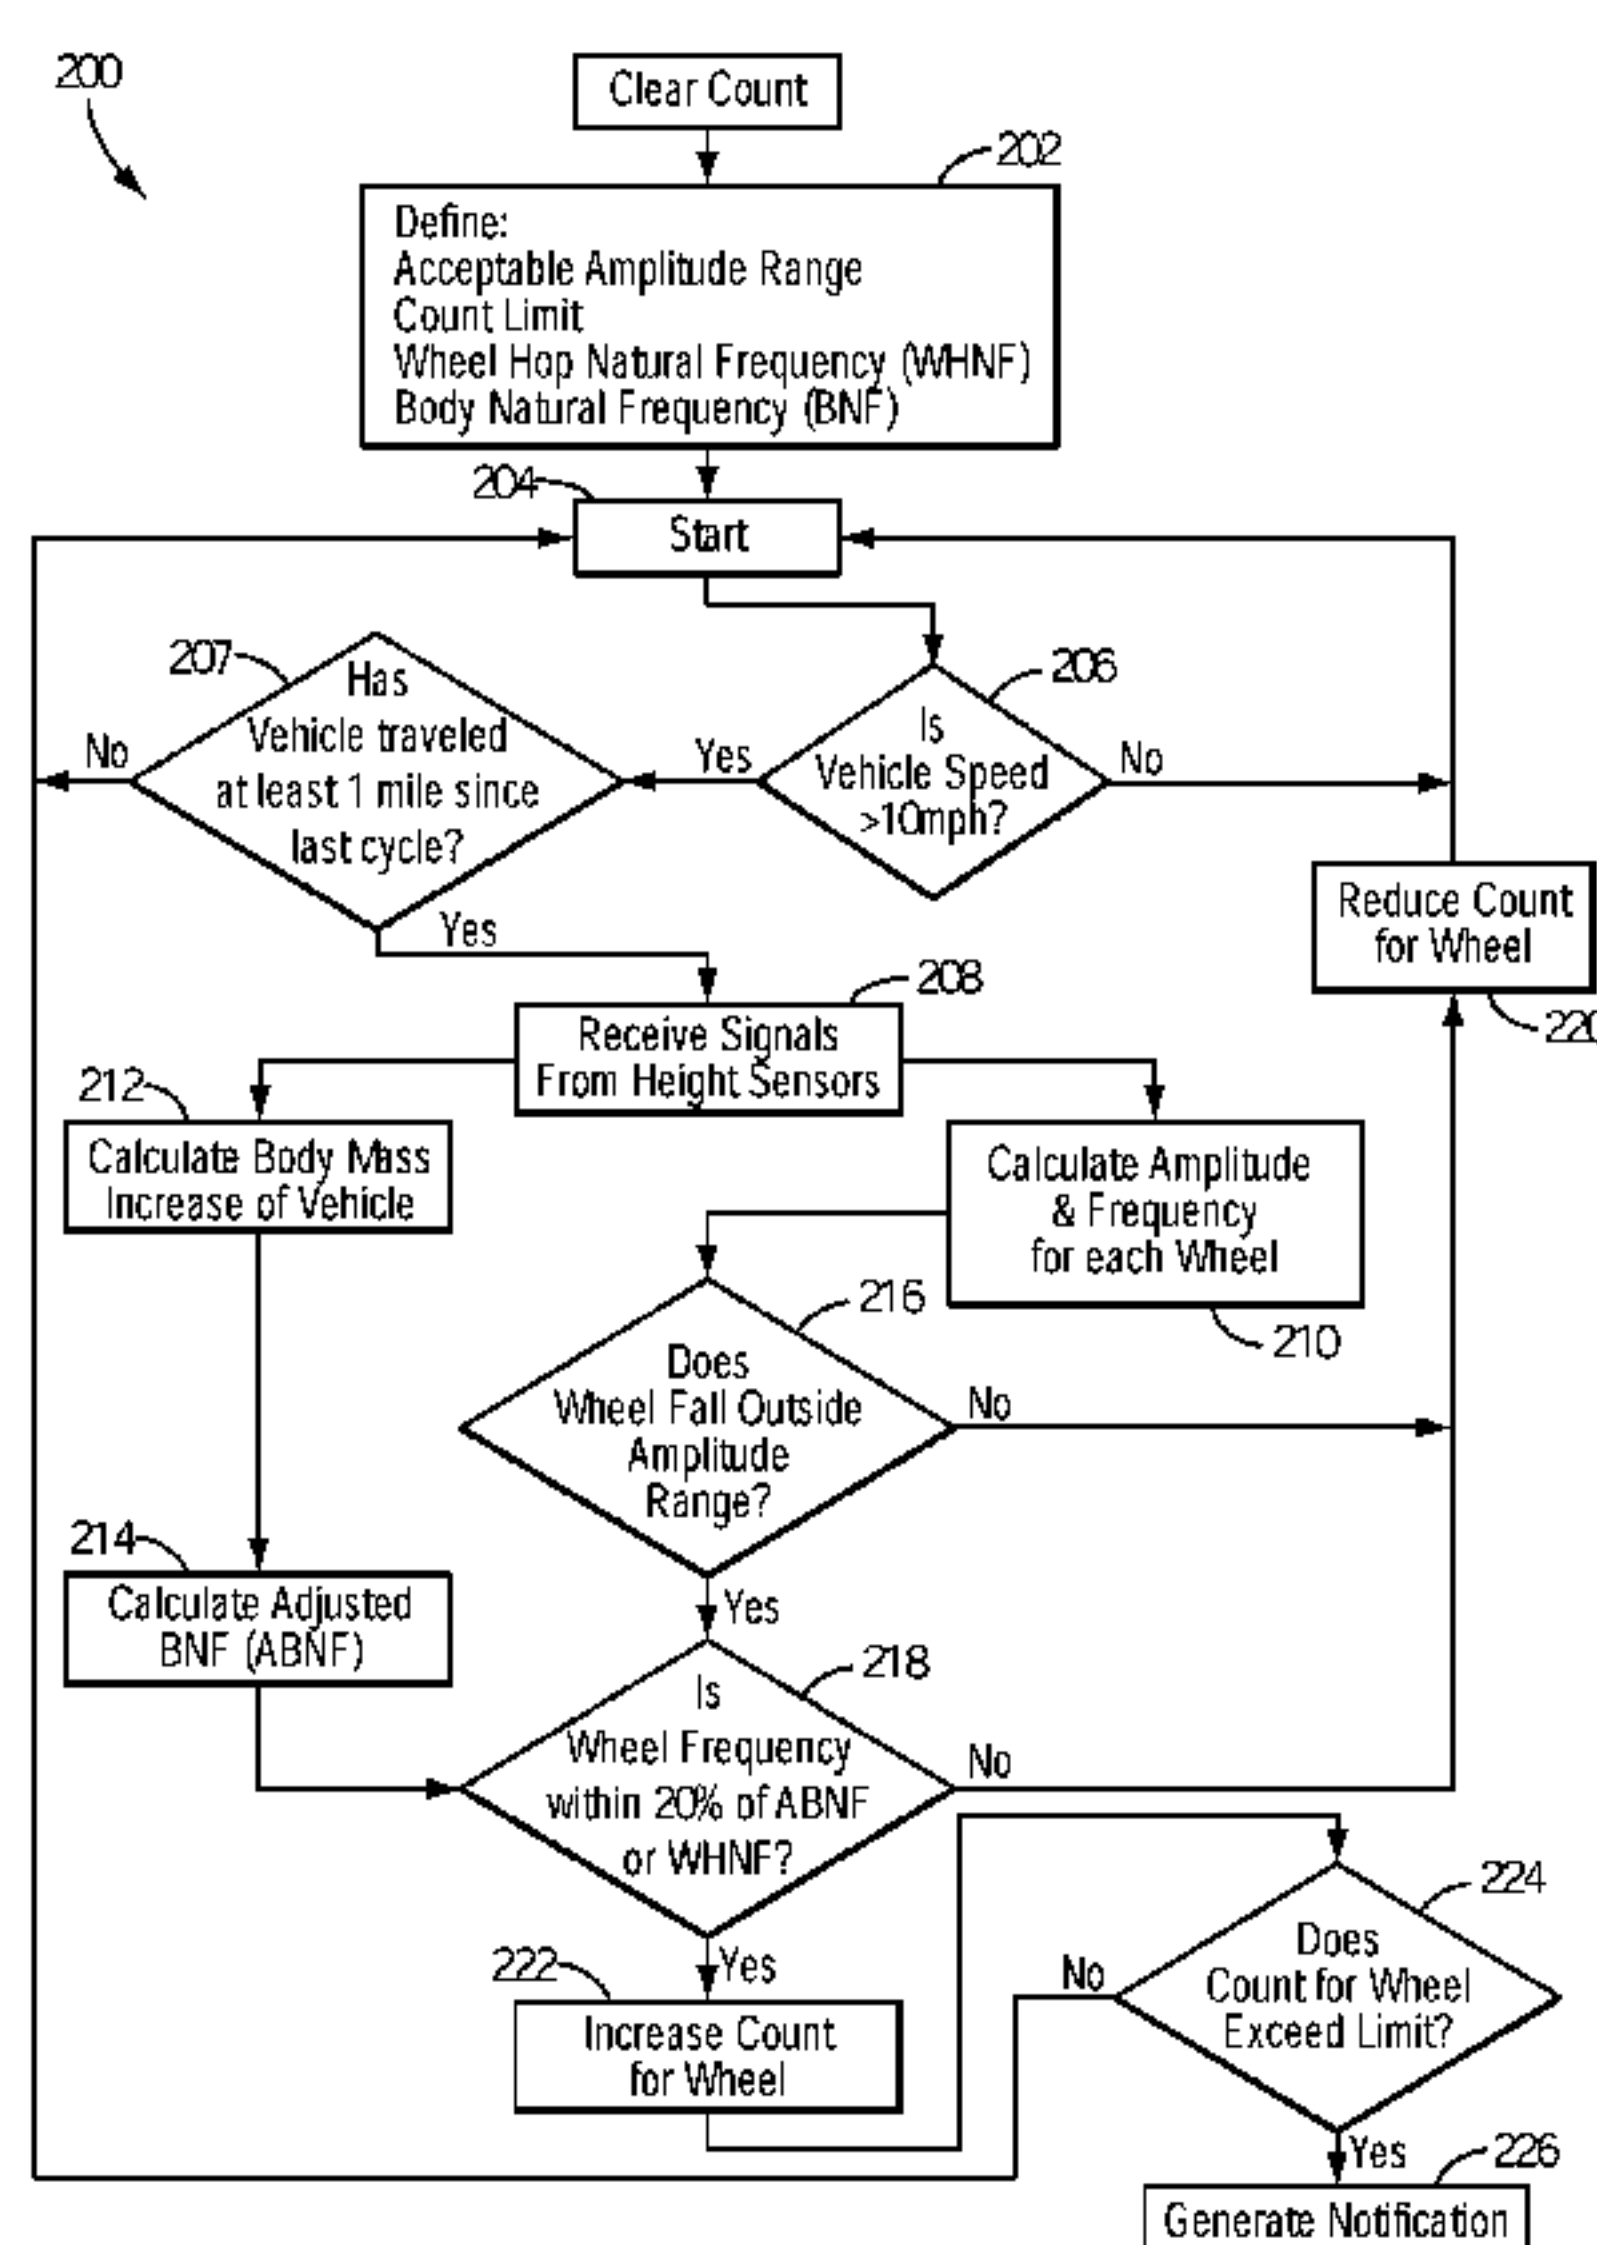 200
Clear Count
202
Define:
Acceptable Amplitude Range
Count Limit
Wheel Hop Natural Frequency (WHNF)
Body Natural Frequency (BNF)
204
Start
207
Has
Vehicle traveled
at least 1 mile since
last cycle?
No
Yes
206
Is
Vehicle Speed
>10mph?
Yes
No
Reduce Count
for Wheel
220
208
Receive Signals
From Height Sensors
212
Calculate Body Mass
Increase of Vehicle
Calculate Amplitude
& Frequency
for each Wheel
210
216
Does
Wheel Fall Outside
Amplitude
Range?
No
Yes
214
Calculate Adjusted
BNF (ABNF)
218
Is
Wheel Frequency
within 20% of ABNF
or WHNF?
No
Yes
222
Increase Count
for Wheel
224
Does
Count for Wheel
Exceed Limit?
No
Yes
226
Generate Notification